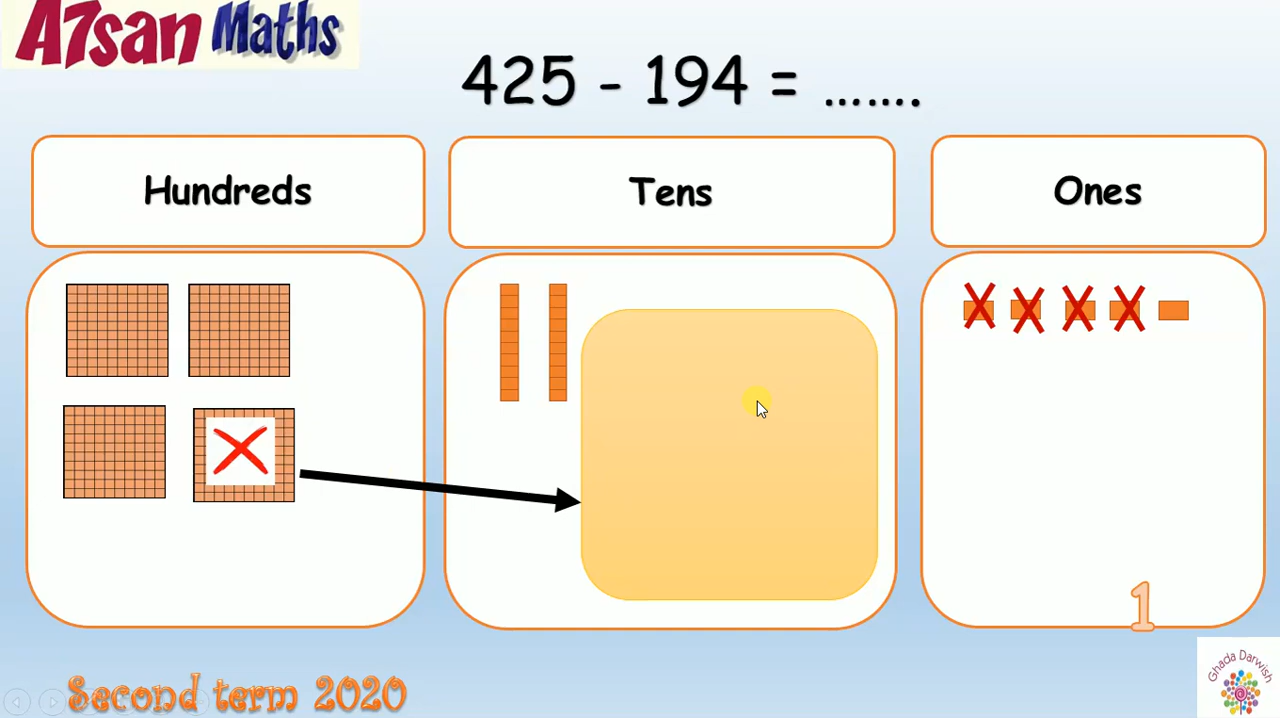 A7san Maths
425 - 194 = …….
Hundreds
Tens
Ones
1
Second term 2020
Ghada Darwish